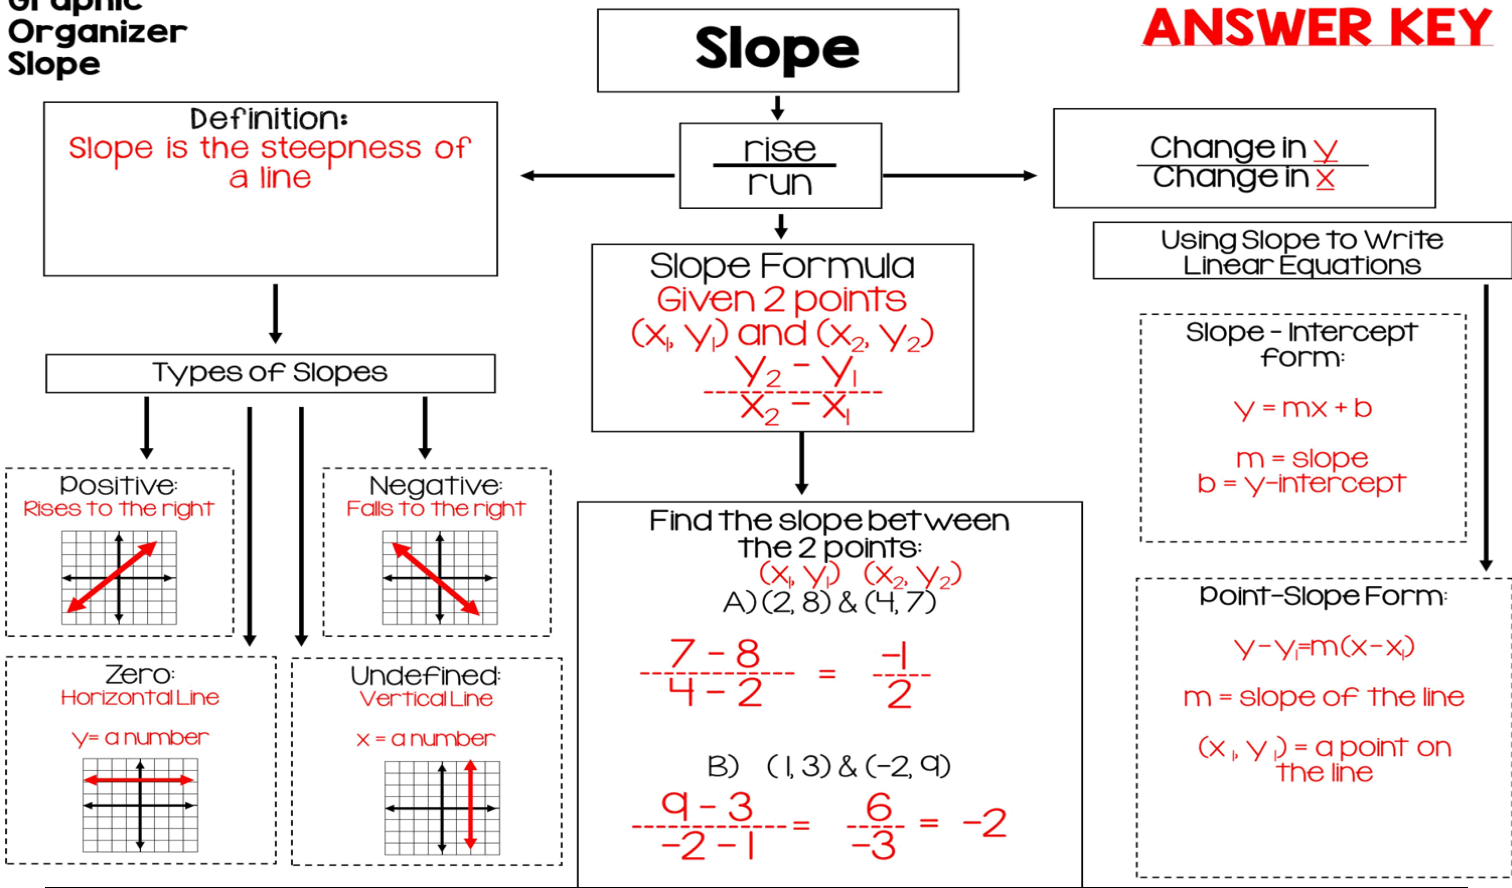 Graphic
Organizer
Slope
Slope
ANSWER KEY
Definition:
Slope is the steepness of
a line
rise
run
Change in y
Change in x
Slope Formula
Given 2 points
(x₁, y₁) and (x₂, y₂)
y₂ - y₁
x₂ - x₁
Using Slope to Write
Linear Equations
Types of Slopes
Positive:
Rises to the right
Negative:
Falls to the right
Zero:
Horizontal Line
y= a number
Undefined:
Vertical Line
x = a number
Find the slope between
the 2 points:
(x₁, y₁) (x₂, y₂)
A) (2, 8) & (4, 7)
7 - 8
4 - 2
=
-1
2
B) (1, 3) & (-2, 9)
9 - 3
-2 - 1
=
6
-3
= -2
Slope - Intercept
form:
y = mx + b
m = slope
b = y-intercept
Point-Slope Form:
y-y₁=m(x-x₁)
m = slope of the line
(x₁, y₁) = a point on
the line